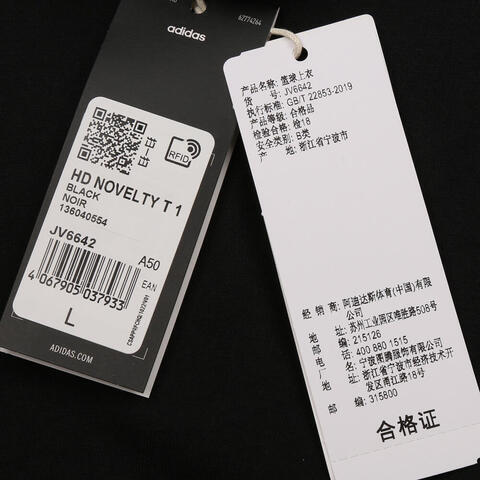 62774264
adidas
RFID
HD NOVELTY T 1
BLACK
NOIR
136040554
JV6642
A50
EAN
4 067905 037933
L
ADIDAS.COM
产品名称: 篮球上衣
货 号: JV6642
执行标准: GB/T 22853-2019
产品等级: 合格品
检验合格: 检18
安全类别: B类
产 地: 浙江省宁波市
经 销 商: 阿迪达斯体育(中国)有限
公司
地 址: 苏州工业园区唯胜路508号
邮 编: 215126
电 话: 400 880 1515
厂 名: 宁波图腾服饰有限公司
地 址: 浙江省宁波市经济技术开
发区甬江路18号
邮 编: 315800
合格证